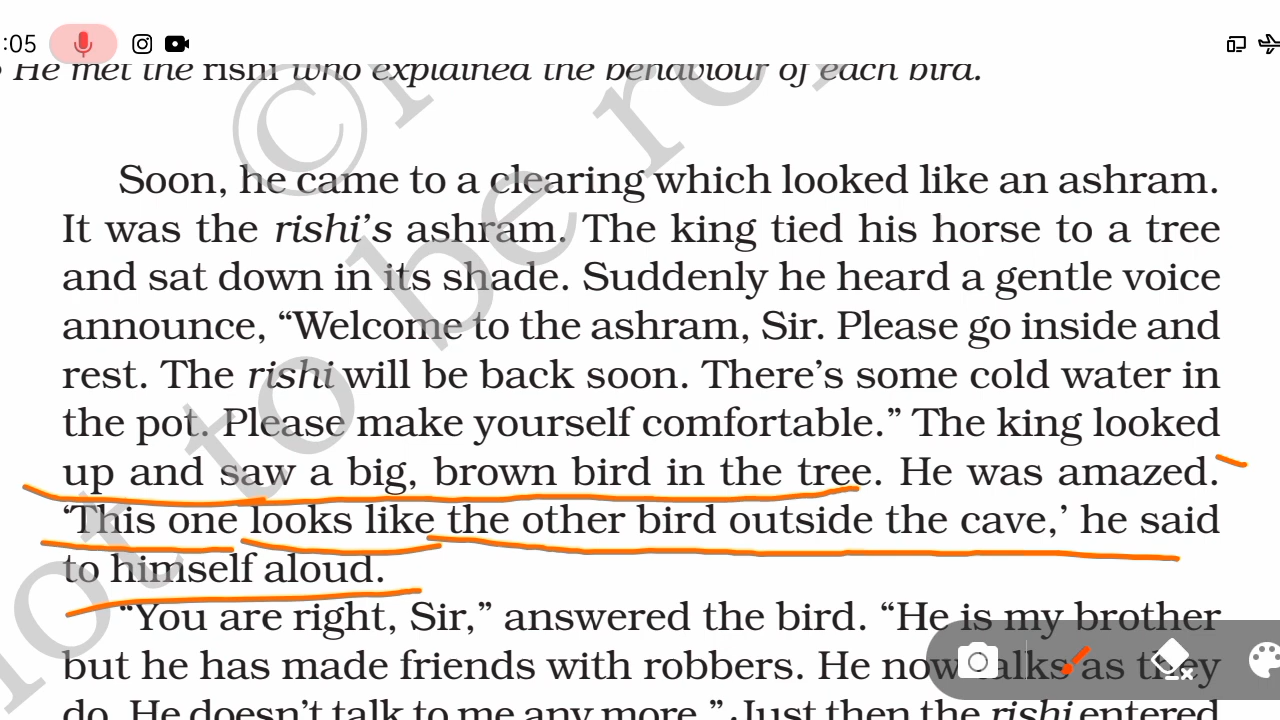 :05
He met the rishi who explained the behaviour of each bird.
Soon, he came to a clearing which looked like an ashram.
It was the rishi's ashram. The king tied his horse to a tree
and sat down in its shade. Suddenly he heard a gentle voice
announce, “Welcome to the ashram, Sir. Please go inside and
rest. The rishi will be back soon. There's some cold water in
the pot. Please make yourself comfortable.” The king looked
up and saw a big, brown bird in the tree. He was amazed.
‘This one looks like the other bird outside the cave,’ he said
to himself aloud.
“You are right, Sir,” answered the bird. “He is my brother
but he has made friends with robbers. He now talks as they
do. He doesn't talk to me any more.” Just then the rishi entered
not to be r
©